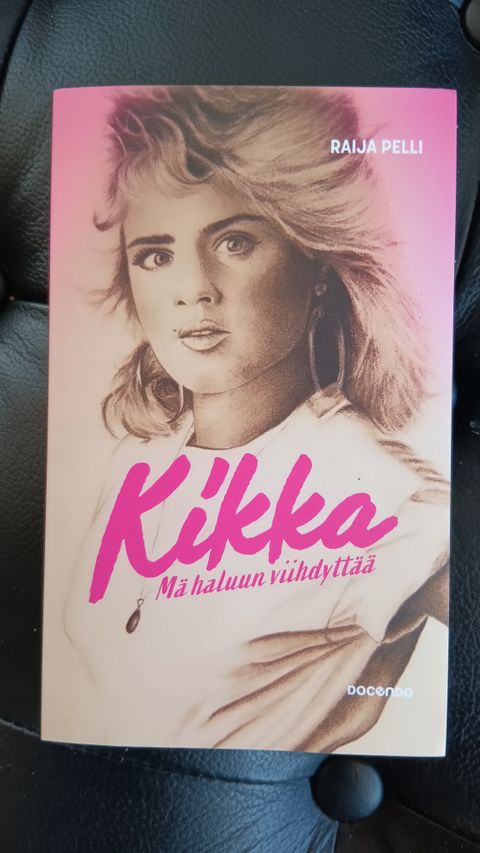 RAIJA PELLI
Kikka
Mä haluun viihdyttää
DOCENDO